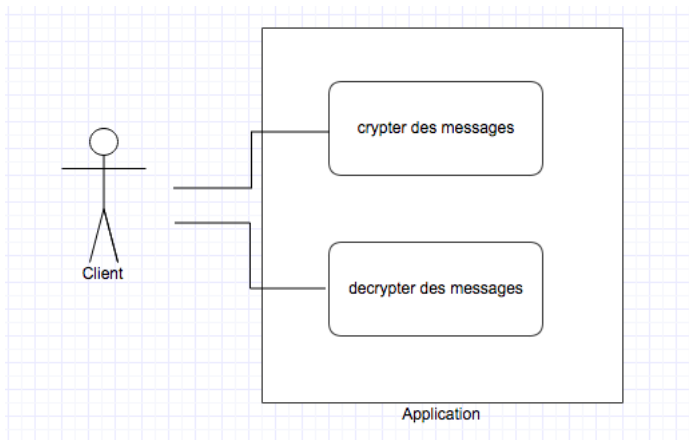 crypter des messages
Client
decrypter des messages
Application